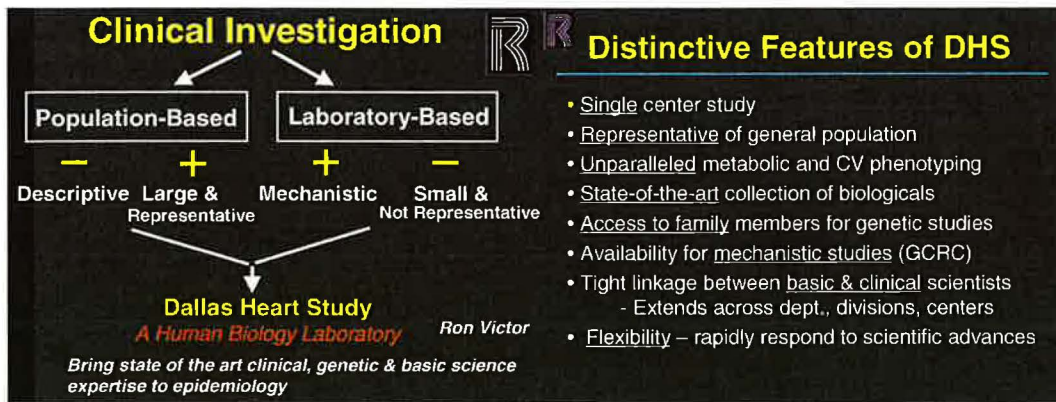 Clinical Investigation
Population-Based
Laboratory-Based
− + + −
Descriptive Large & Mechanistic Small &
Representative Not Representative
Dallas Heart Study
A Human Biology Laboratory Ron Victor
Bring state of the art clinical, genetic & basic science
expertise to epidemiology
R R
Distinctive Features of DHS
• Single center study
• Representative of general population
• Unparalleled metabolic and CV phenotyping
• State-of-the-art collection of biologicals
• Access to family members for genetic studies
• Availability for mechanistic studies (GCRC)
• Tight linkage between basic & clinical scientists
- Extends across dept., divisions, centers
• Flexibility – rapidly respond to scientific advances